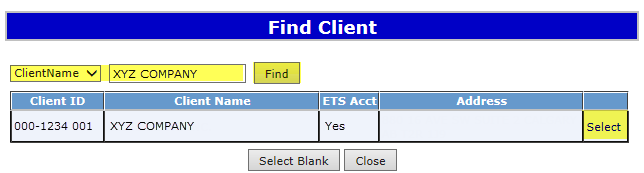 Find Client
ClientName XYZ COMPANY Find
Client ID Client Name ETS Acct Address
000-1234 001 XYZ COMPANY Yes Select
Select Blank Close